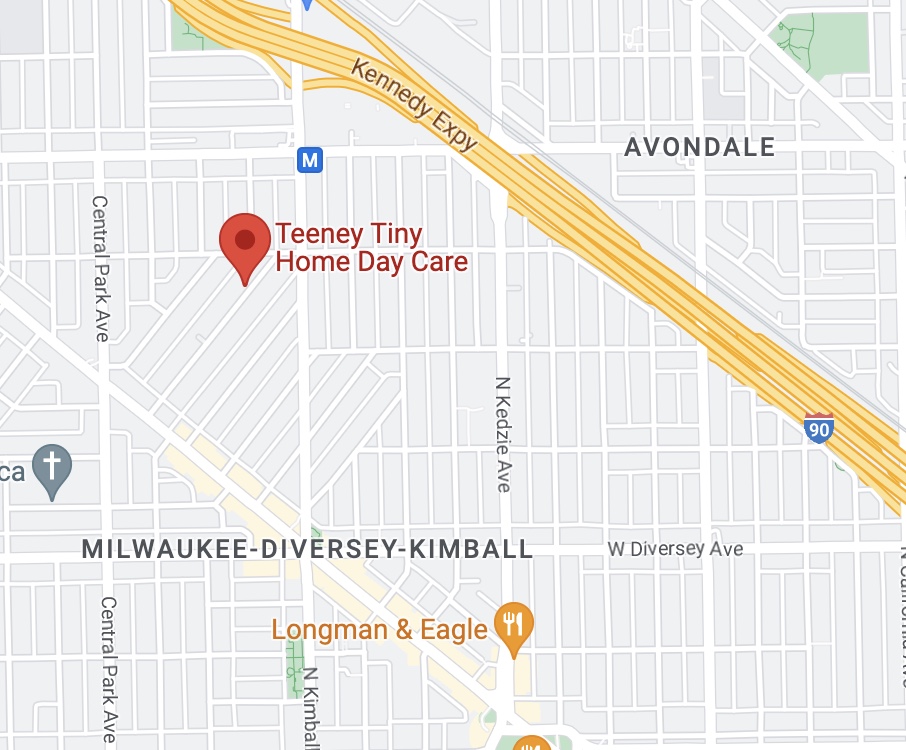 Kennedy Expy
AVONDALE
M
Central Park Ave
Teeney Tiny
Home Day Care
N Kedzie Ave
90
ca
MILWAUKEE-DIVERSEY-KIMBALL
W Diversey Ave
Central Park Ave
Longman & Eagle
N Kimball